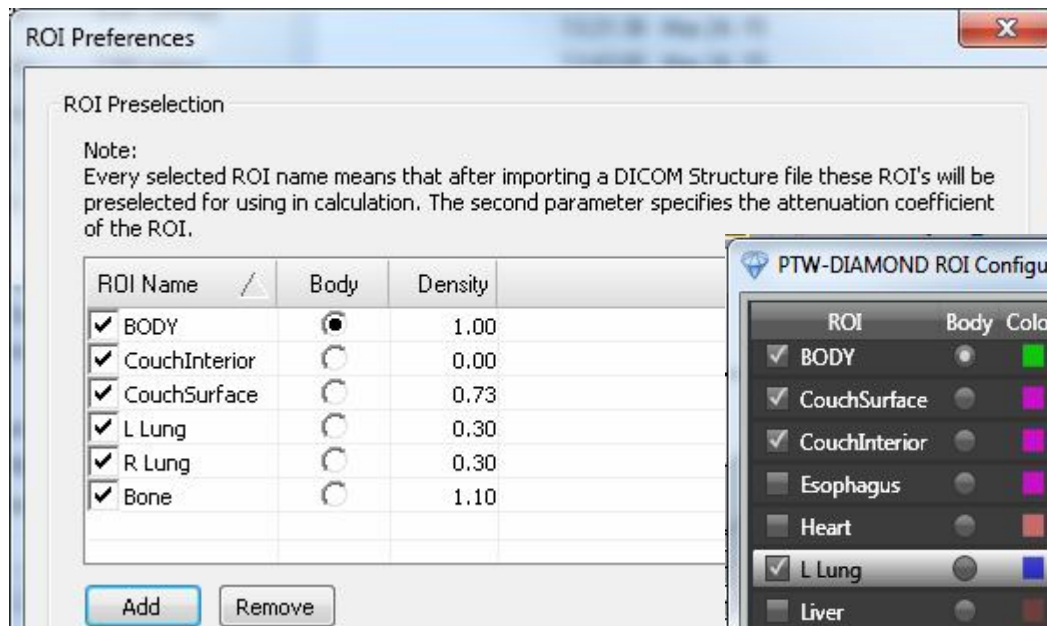 ROI Preferences
ROI Preselection
Note:
Every selected ROI name means that after importing a DICOM Structure file these ROI's will be
preselected for using in calculation. The second parameter specifies the attenuation coefficient
of the ROI.
ROI Name Body Density
BODY 1.00
CouchInterior 0.00
CouchSurface 0.73
L Lung 0.30
R Lung 0.30
Bone 1.10
Add Remove
PTW-DIAMOND ROI Configu
ROI Body Colo
BODY
CouchSurface
CouchInterior
Esophagus
Heart
L Lung
Liver